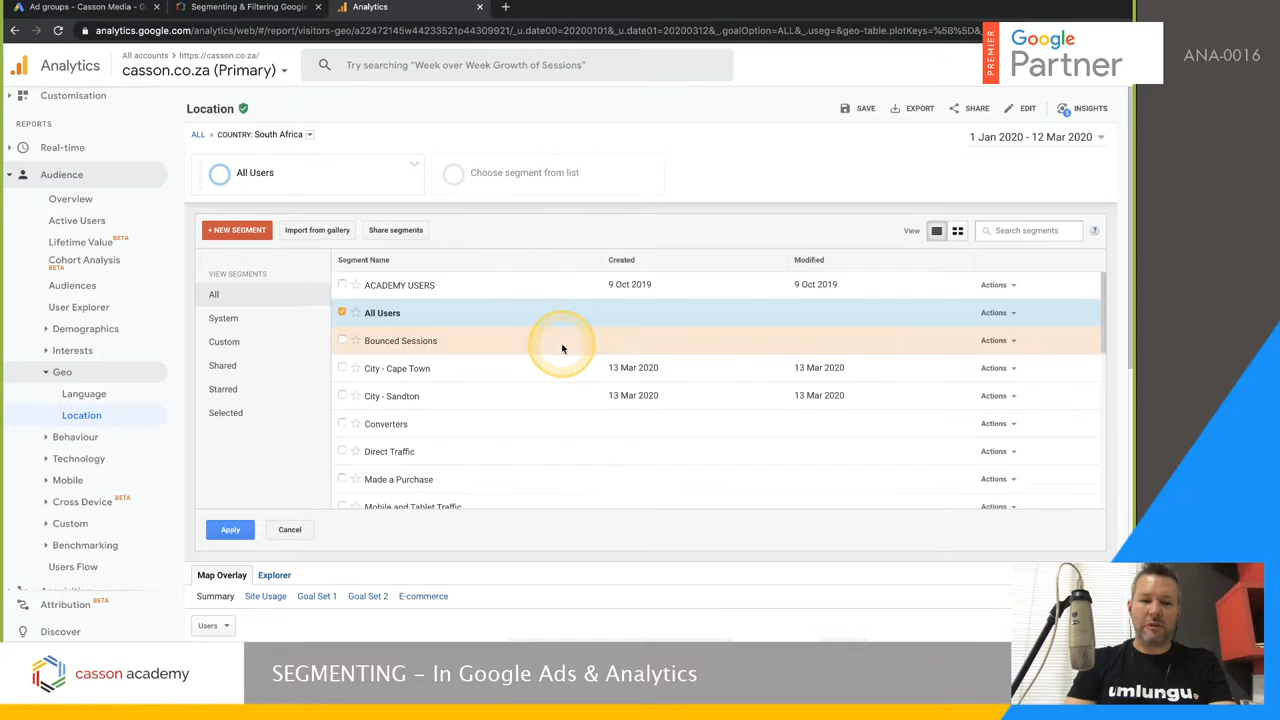 Ad groups - Casson Media - G
Segmenting & Filtering Google
Analytics
analytics.google.com/analytics/web/#/report/visitors-geo/a22472145w44233521p44309921/_u.date00=20200101&_u.date01=20200312&_.goalOption=ALL&_.useg=&geo-table.plotKeys=%5B%5D&
PREMIER
Google
Partner
ANA-0016
Analytics
All accounts > https://casson.co.za/
casson.co.za (Primary)
Try searching "Week over Week Growth of Sessions"
Customisation
REPORTS
Real-time
Audience
Overview
Active Users
Lifetime Value BETA
Cohort Analysis
BETA
Audiences
User Explorer
Demographics
Interests
Geo
Language
Location
Behaviour
Technology
Mobile
Cross Device BETA
Custom
Benchmarking
Users Flow
Attribution BETA
Discover
Location
SAVE EXPORT SHARE EDIT INSIGHTS
ALL » COUNTRY: South Africa
1 Jan 2020 - 12 Mar 2020
All Users
Choose segment from list
+ NEW SEGMENT Import from gallery Share segments View Search segments ?
VIEW SEGMENTS
All
System
Custom
Shared
Starred
Selected
Segment Name Created Modified
ACADEMY USERS 9 Oct 2019 9 Oct 2019 Actions
All Users Actions
Bounced Sessions Actions
City - Cape Town 13 Mar 2020 13 Mar 2020 Actions
City - Sandton 13 Mar 2020 13 Mar 2020 Actions
Converters Actions
Direct Traffic Actions
Made a Purchase Actions
Mobile and Tablet Traffic Actions
Apply Cancel
Map Overlay Explorer
Summary Site Usage Goal Set 1 Goal Set 2 E-commerce
Users
umlungu.
casson academy
SEGMENTING – In Google Ads & Analytics